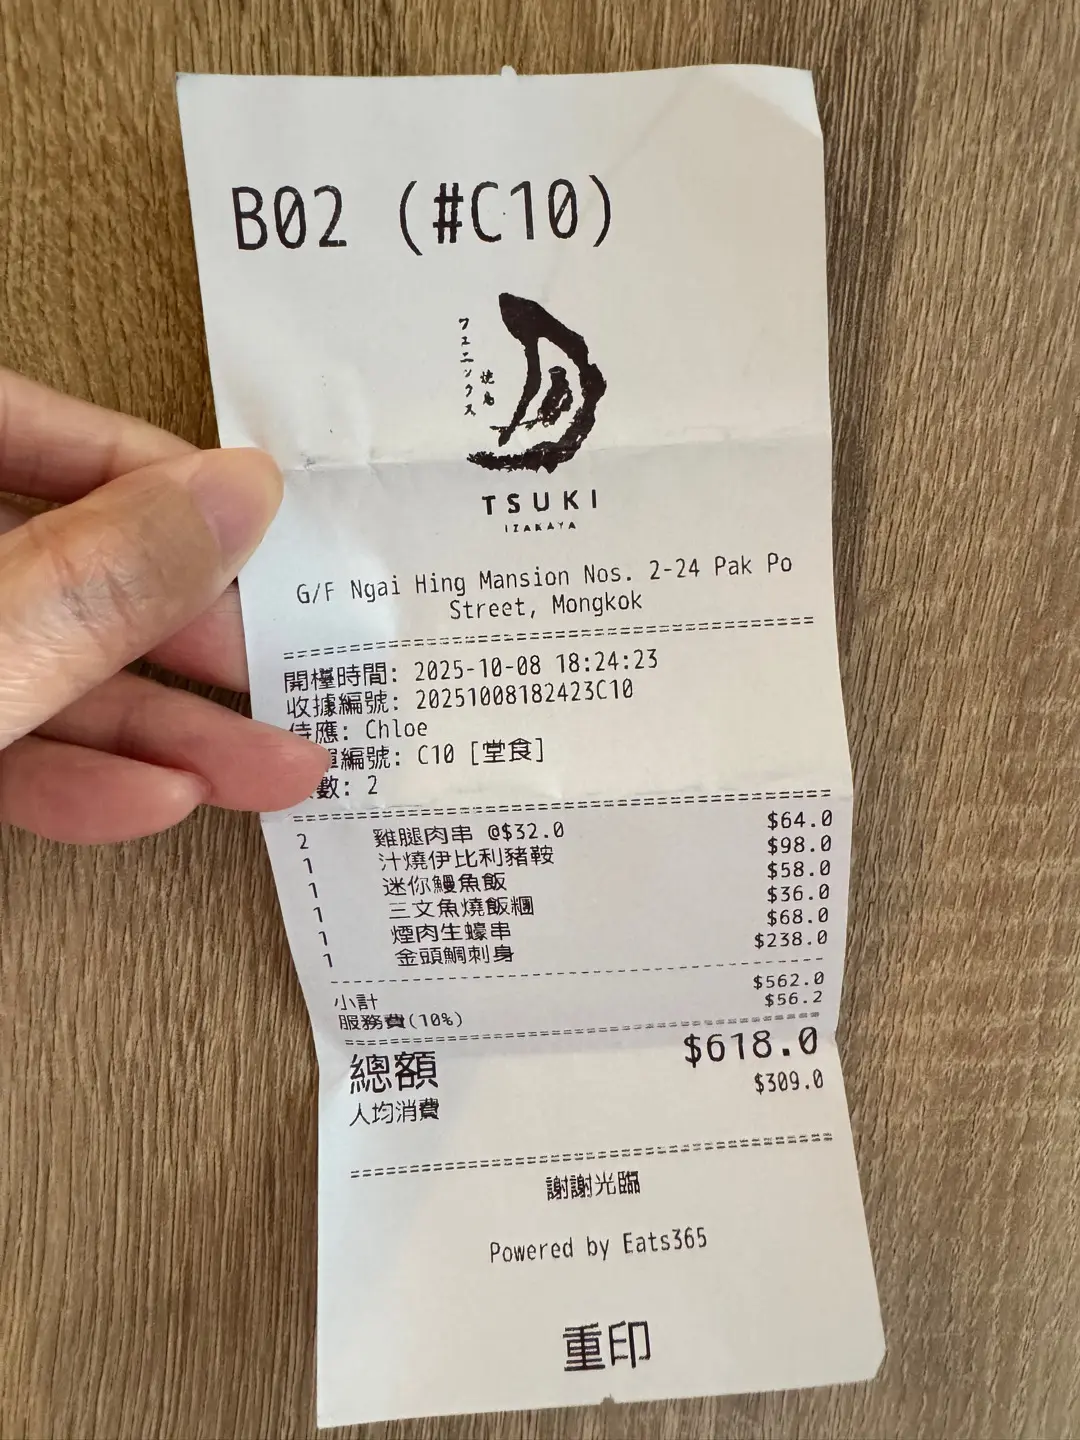 B02 (#C10)
フェニックス
焼鳥
TSUKI
IZAKAYA
G/F Ngai Hing Mansion Nos. 2-24 Pak Po
Street, Mongkok
開檯時間: 2025-10-08 18:24:23
收據編號: 20251008182423C10
侍應: Chloe
單編號: C10 [堂食]
數: 2
2 雞腿肉串 @$32.0 $64.0
1 汁燒伊比利豬鞍 $98.0
1 迷你鰻魚飯 $58.0
1 三文魚燒飯糰 $36.0
1 煙肉生蠔串 $68.0
1 金頭鯛刺身 $238.0
小計 $562.0
服務費(10%) $56.2
總額 $618.0
人均消費 $309.0
謝謝光臨
Powered by Eats365
重印